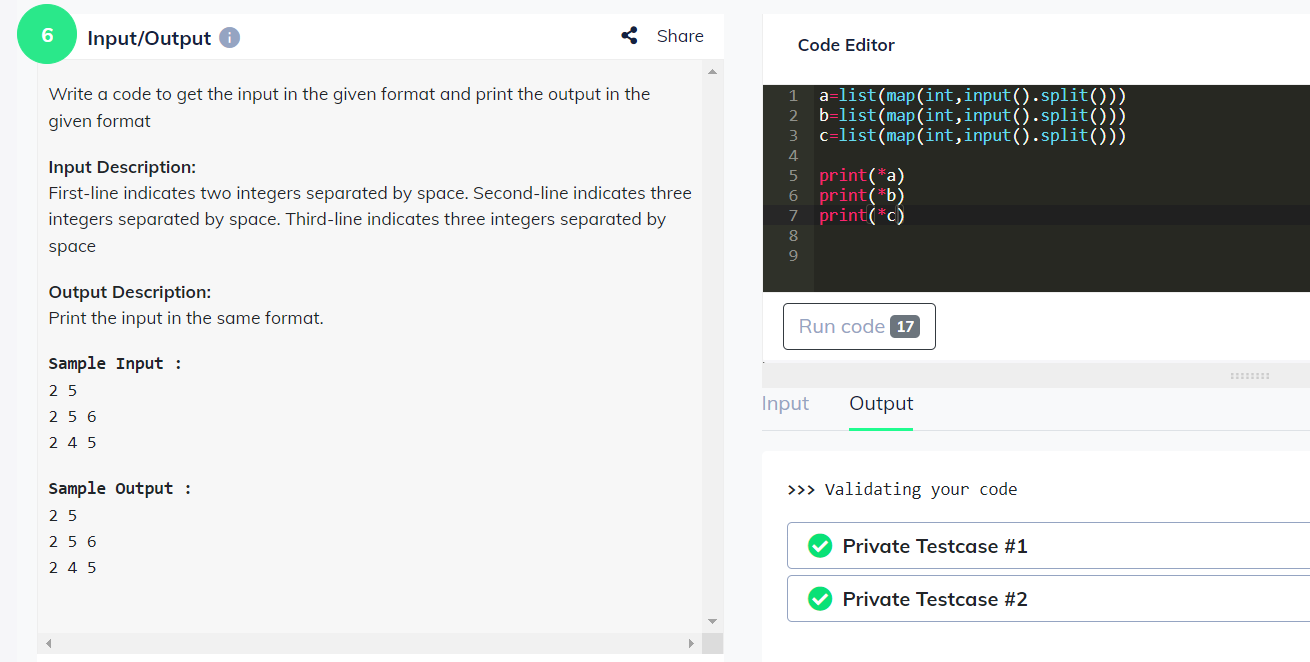 6
Input/Output
i
Share
Write a code to get the input in the given format and print the output in the
given format
Input Description:
First-line indicates two integers separated by space. Second-line indicates three
integers separated by space. Third-line indicates three integers separated by
space
Output Description:
Print the input in the same format.
Sample Input :
2 5
2 5 6
2 4 5
Sample Output :
2 5
2 5 6
2 4 5
Code Editor
1 a=list(map(int,input().split()))
2 b=list(map(int,input().split()))
3 c=list(map(int,input().split()))
4
5 print(*a)
6 print(*b)
7 print(*c)
8
9
Run code 17
Input Output
>>> Validating your code
Private Testcase #1
Private Testcase #2